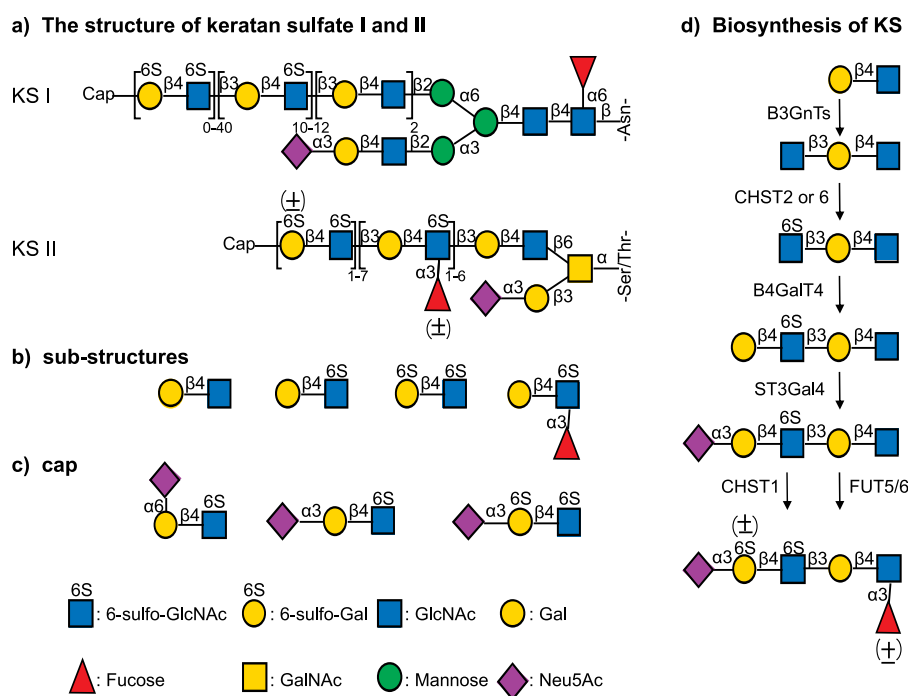 a) The structure of keratan sulfate I and II
d) Biosynthesis of KS
KS I
Cap
6S β4 6S β3 β4 6S β3 β4 β2
0-40 10-12 2
α6 β4 β4 α6 β
-Asn-
α3 β4 β2 α3
KS II
(±)
Cap
6S β4 6S β3 β4 6S β3 β4 β6
1-7 1-6
α3
(±)
α3 β3 α
-Ser/Thr-
b) sub-structures
β4
β4 6S
6S β4 6S
β4 6S
α3
c) cap
α6 β4 6S
α3 β4 6S
α3 6S β4 6S
6S
: 6-sulfo-GlcNAc
6S
: 6-sulfo-Gal
: GlcNAc
: Gal
: Fucose
: GalNAc
: Mannose
: Neu5Ac
β4
B3GnTs
β3 β4
CHST2 or 6
6S β3 β4
B4GalT4
β4 6S β3 β4
ST3Gal4
α3 β4 6S β3 β4
CHST1
FUT5/6
(±)
α3 6S β4 6S β3 β4
α3
(±)